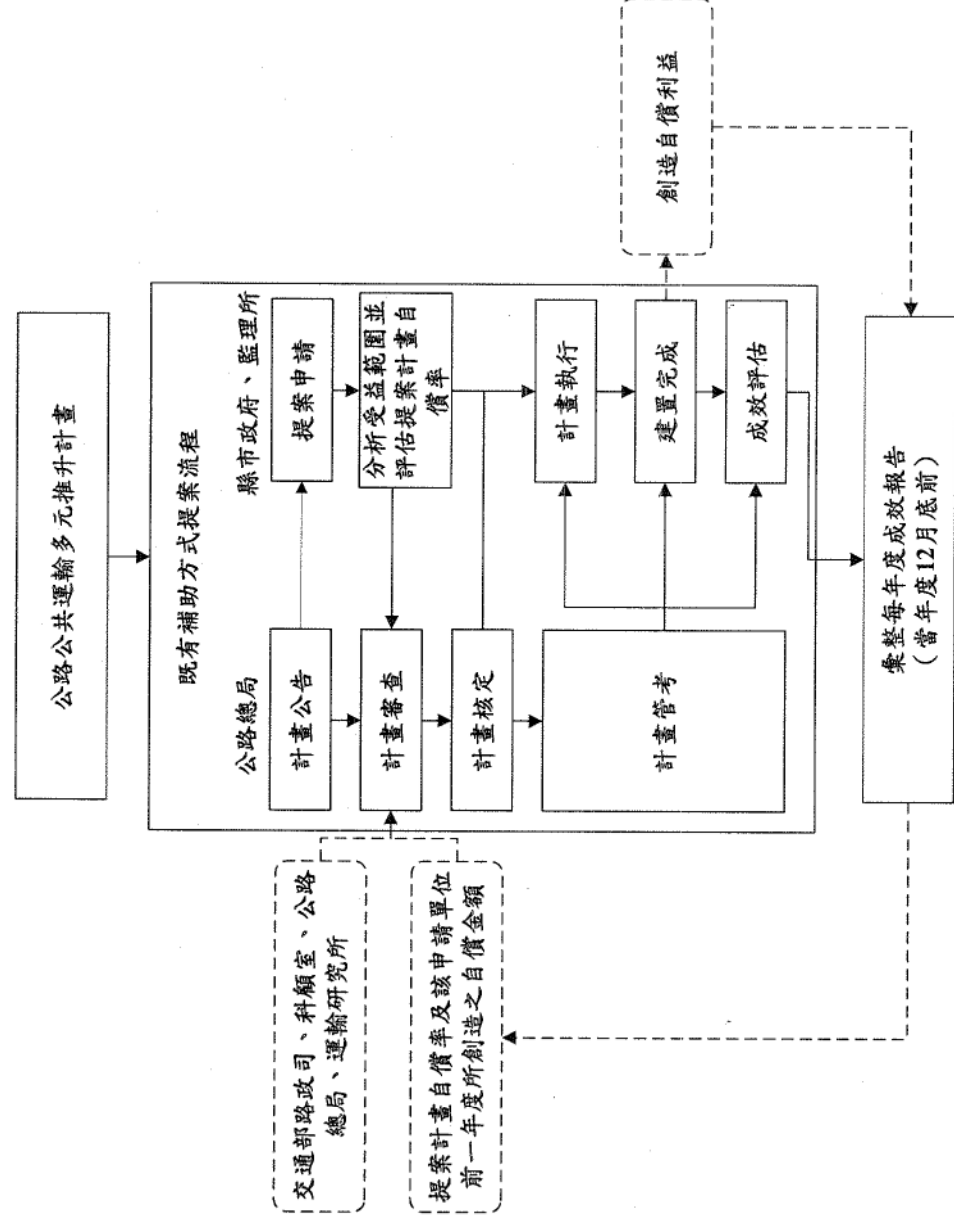 公路公共運輸多元推升計畫
既有補助方式提案流程
公路總局
縣市政府、監理所
計畫公告
提案申請
計畫審查
分析受益範圍並
評估提案計畫自
償率
計畫核定
計畫執行
計畫管考
建置完成
成效評估
交通部路政司、科顧室、公路
總局、運輸研究所
提案計畫自償率及該申請單位
前一年度所創造之自償金額
創造自償利益
彙整每年度成效報告
(當年度12月底前)